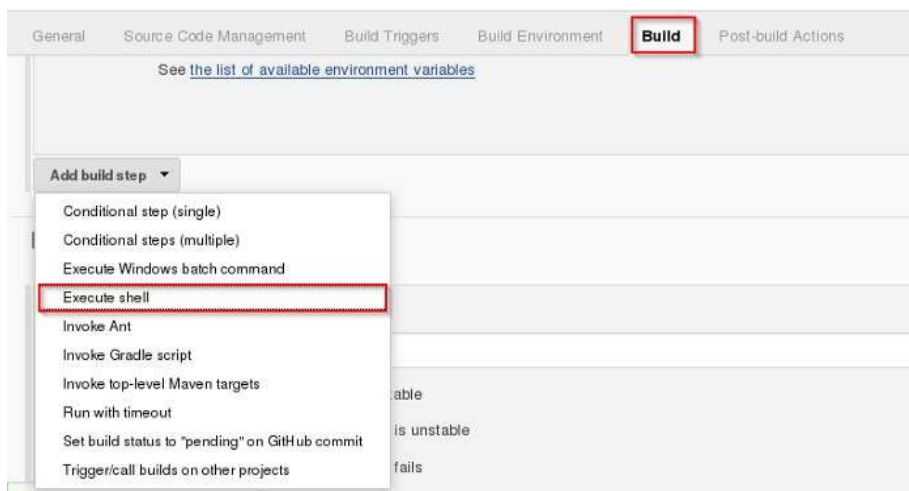 General Source Code Management Build Triggers Build Environment Build Post-build Actions
See the list of available environment variables
Add build step
Conditional step (single)
Conditional steps (multiple)
Execute Windows batch command
Execute shell
Invoke Ant
Invoke Gradle script
Invoke top-level Maven targets
able
Run with timeout
is unstable
Set build status to "pending" on GitHub commit
Trigger/call builds on other projects
fails